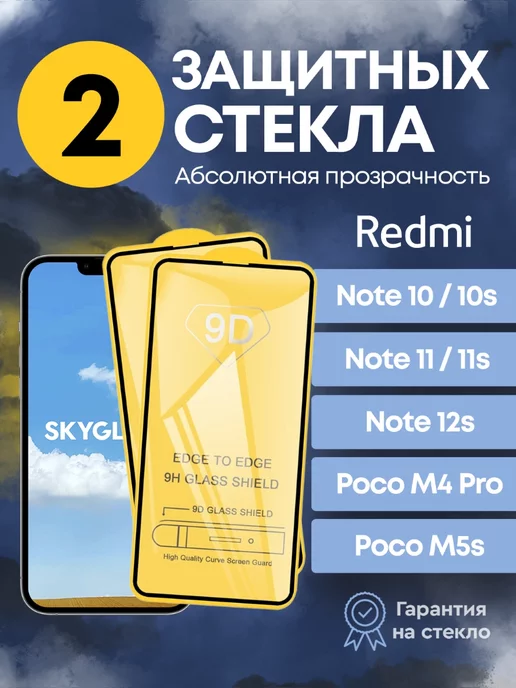 2
ЗАЩИТНЫХ
СТЕКЛА
Абсолютная прозрачность
Redmi
Note 10 / 10s
Note 11 / 11s
Note 12s
Poco M4 Pro
Poco M5s
SKYGL
9D
EDGE TO EDGE
9H GLASS SHIELD
9D GLASS SHIELD
High Quality Curve Screen Guard
Гарантия
на стекло